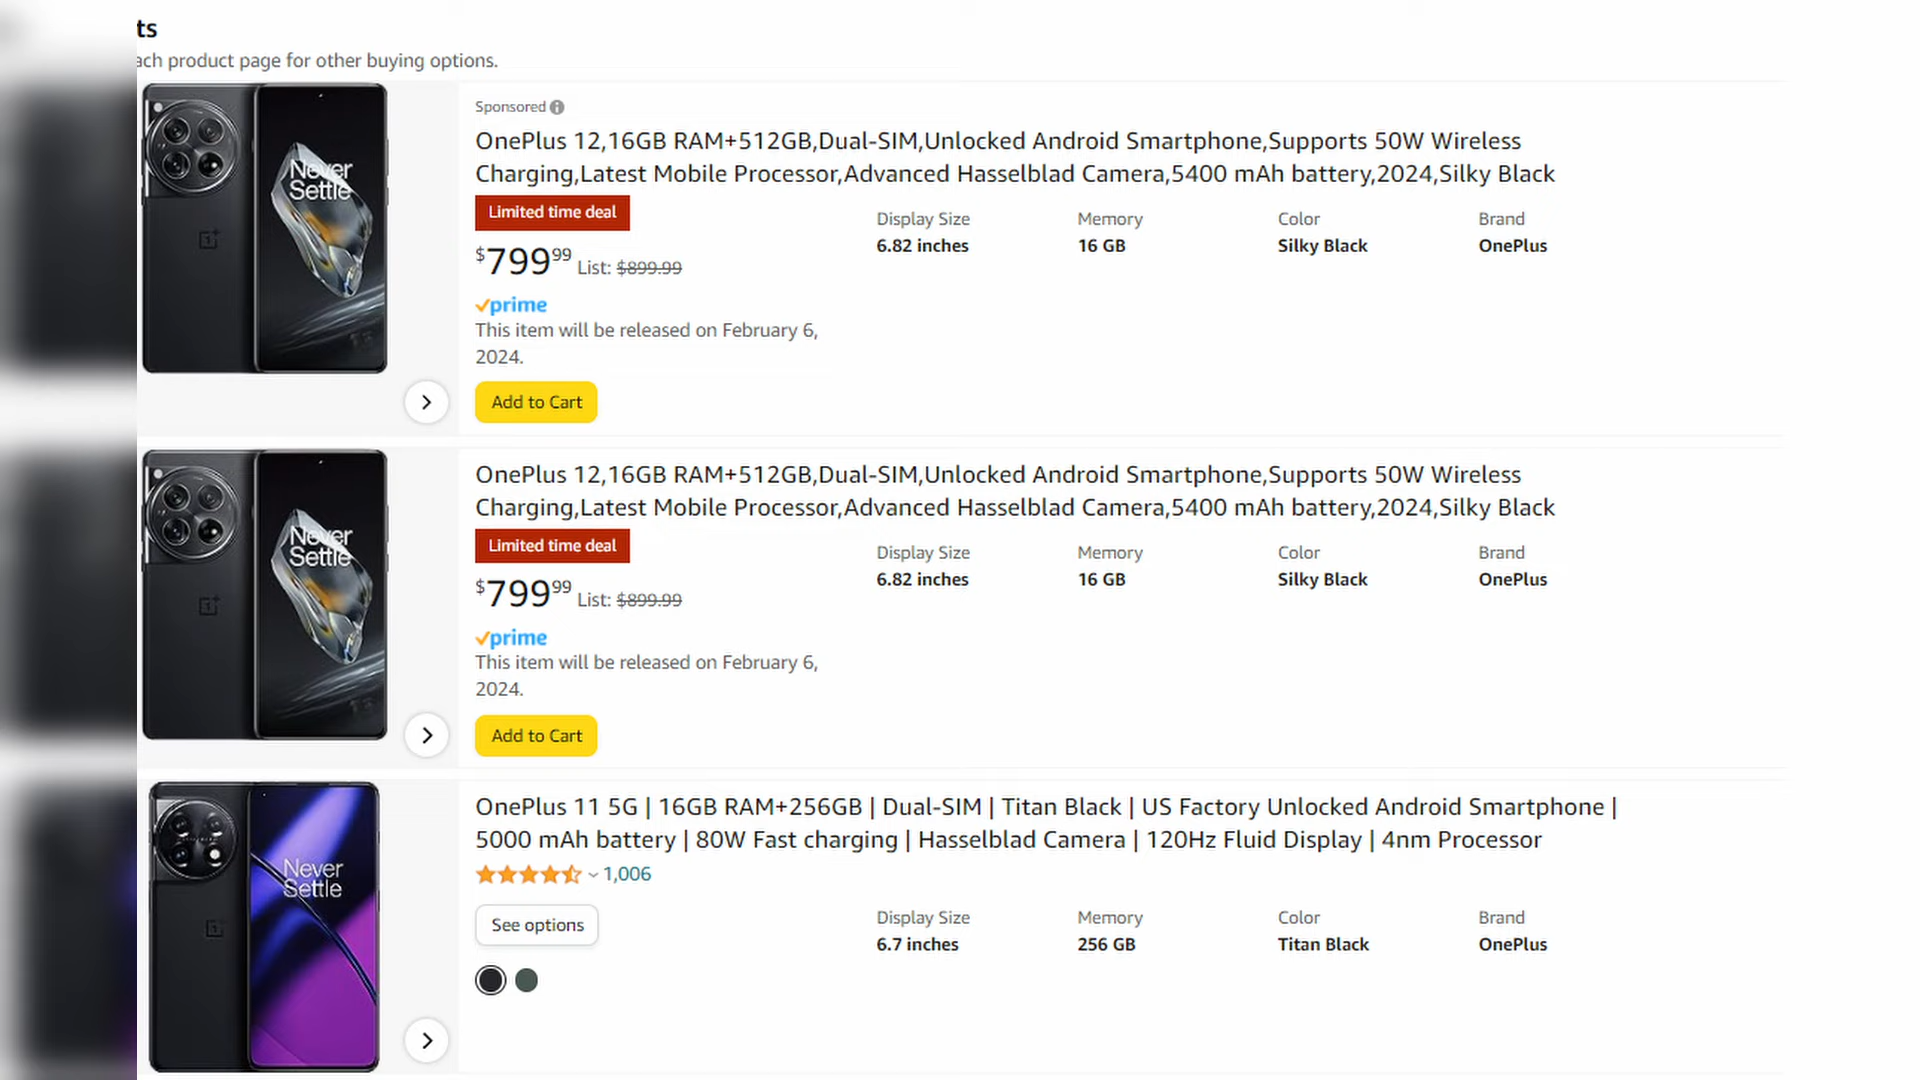 ts
ach product page for other buying options.
Sponsored
OnePlus 12,16GB RAM+512GB,Dual-SIM,Unlocked Android Smartphone,Supports 50W Wireless
Charging,Latest Mobile Processor,Advanced Hasselblad Camera,5400 mAh battery,2024,Silky Black
Never
Settle
Limited time deal
Display Size Memory Color Brand
6.82 inches 16 GB Silky Black OnePlus
$79999 List: $899.99
prime
This item will be released on February 6,
2024.
Add to Cart
OnePlus 12,16GB RAM+512GB,Dual-SIM,Unlocked Android Smartphone,Supports 50W Wireless
Charging,Latest Mobile Processor,Advanced Hasselblad Camera,5400 mAh battery,2024,Silky Black
Never
Settle
Limited time deal
Display Size Memory Color Brand
6.82 inches 16 GB Silky Black OnePlus
$79999 List: $899.99
prime
This item will be released on February 6,
2024.
Add to Cart
OnePlus 11 5G | 16GB RAM+256GB | Dual-SIM | Titan Black | US Factory Unlocked Android Smartphone |
5000 mAh battery | 80W Fast charging | Hasselblad Camera | 120Hz Fluid Display | 4nm Processor
Never
Settle
1,006
See options
Display Size Memory Color Brand
6.7 inches 256 GB Titan Black OnePlus